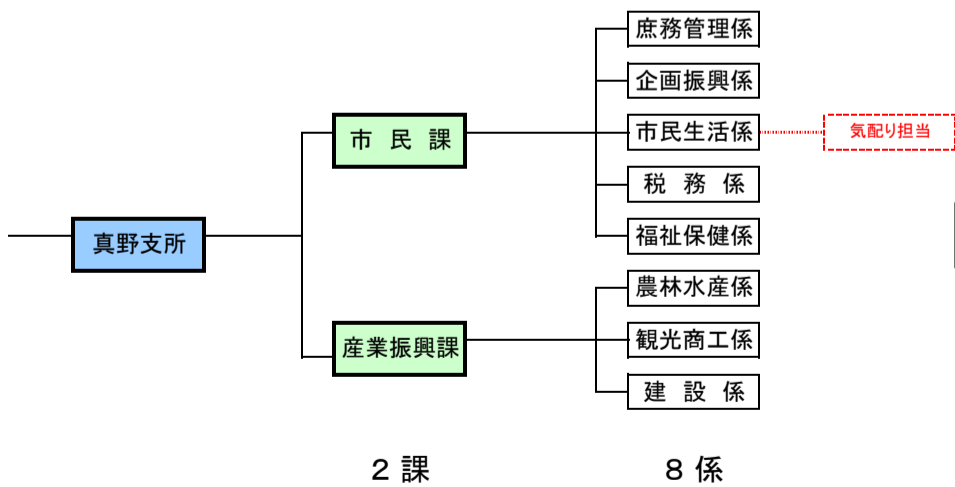 庶務管理係
企画振興係
市民課
市民生活係
気配り担当
税務係
真野支所
福祉保健係
農林水産係
産業振興課
観光商工係
建設係
2課
8係